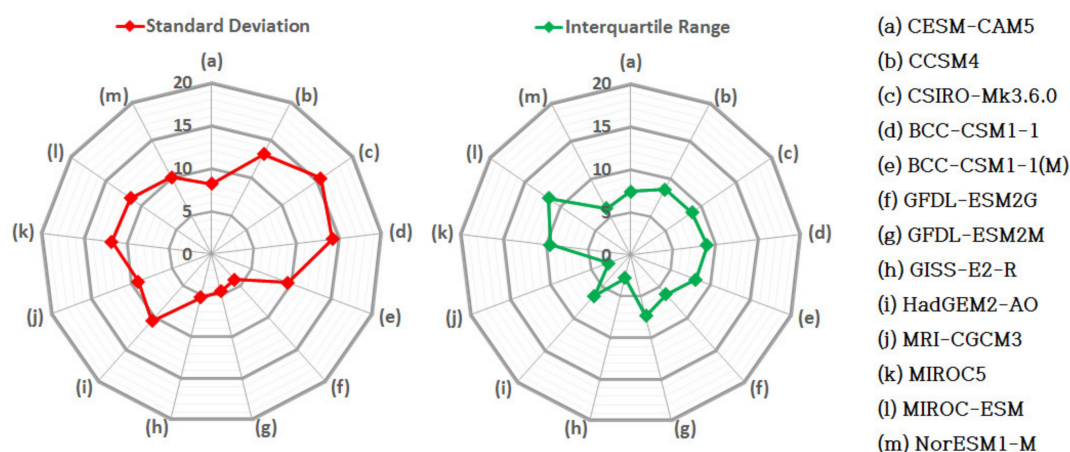 Standard Deviation
(a)
(b)
(c)
(d)
(e)
(f)
(g)
(h)
(i)
(j)
(k)
(l)
(m)
20
15
10
5
0
Interquartile Range
(a)
(b)
(c)
(d)
(e)
(f)
(g)
(h)
(i)
(j)
(k)
(l)
(m)
20
15
10
5
0
(a) CESM-CAM5
(b) CCSM4
(c) CSIRO-Mk3.6.0
(d) BCC-CSM1-1
(e) BCC-CSM1-1(M)
(f) GFDL-ESM2G
(g) GFDL-ESM2M
(h) GISS-E2-R
(i) HadGEM2-AO
(j) MRI-CGCM3
(k) MIROC5
(l) MIROC-ESM
(m) NorESM1-M